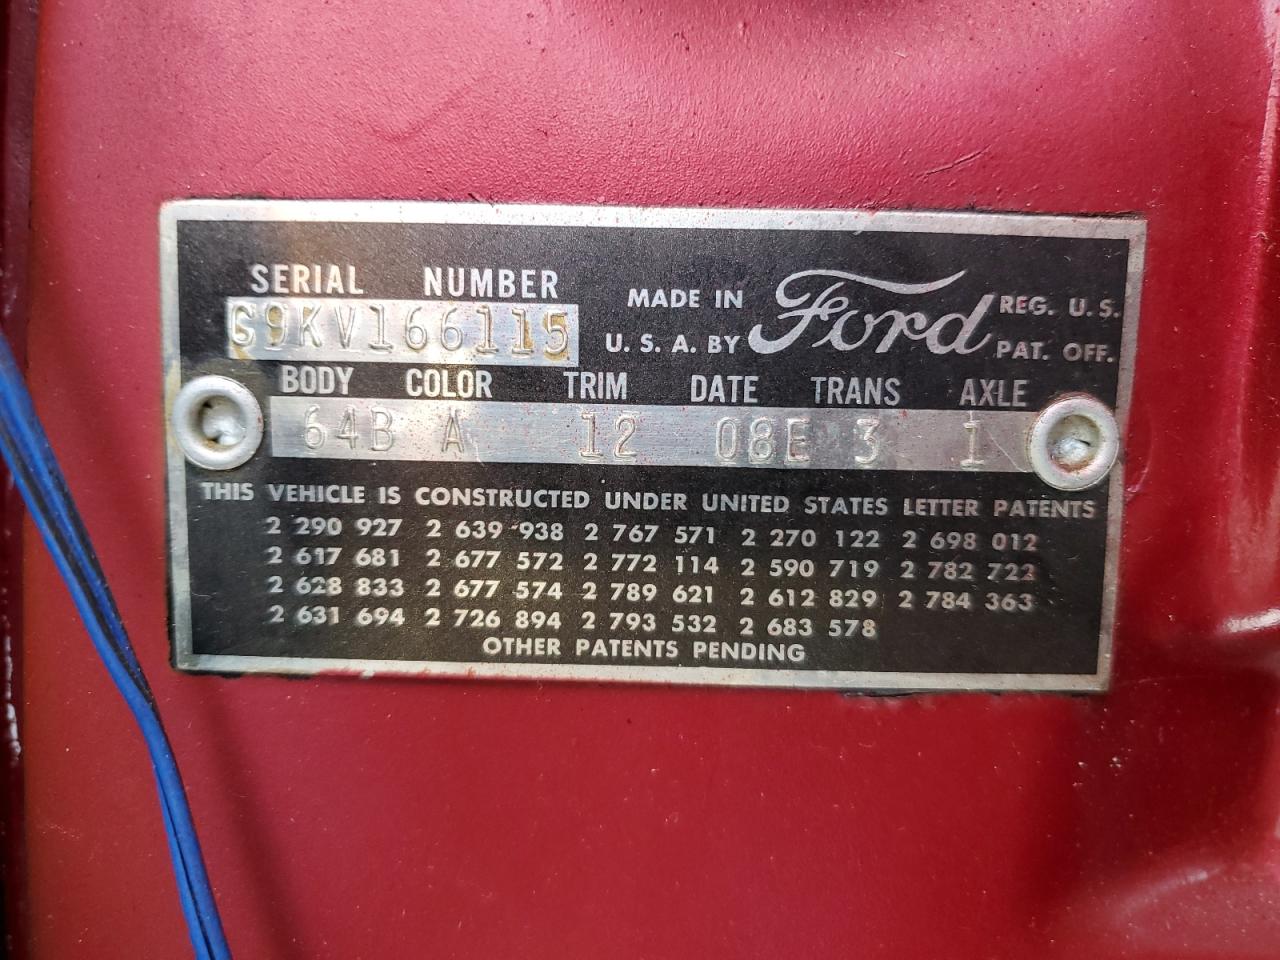 SERIAL NUMBER
G9KV166115
MADE IN
U. S. A. BY
Ford
REG. U. S.
PAT. OFF.
BODY COLOR TRIM DATE TRANS AXLE
64B A 12 08E 3 1
THIS VEHICLE IS CONSTRUCTED UNDER UNITED STATES LETTER PATENTS
2 290 927 2 639 938 2 767 571 2 270 122 2 698 012
2 617 681 2 677 572 2 772 114 2 590 719 2 782 722
2 628 833 2 677 574 2 789 621 2 612 829 2 784 363
2 631 694 2 726 894 2 793 532 2 683 578
OTHER PATENTS PENDING